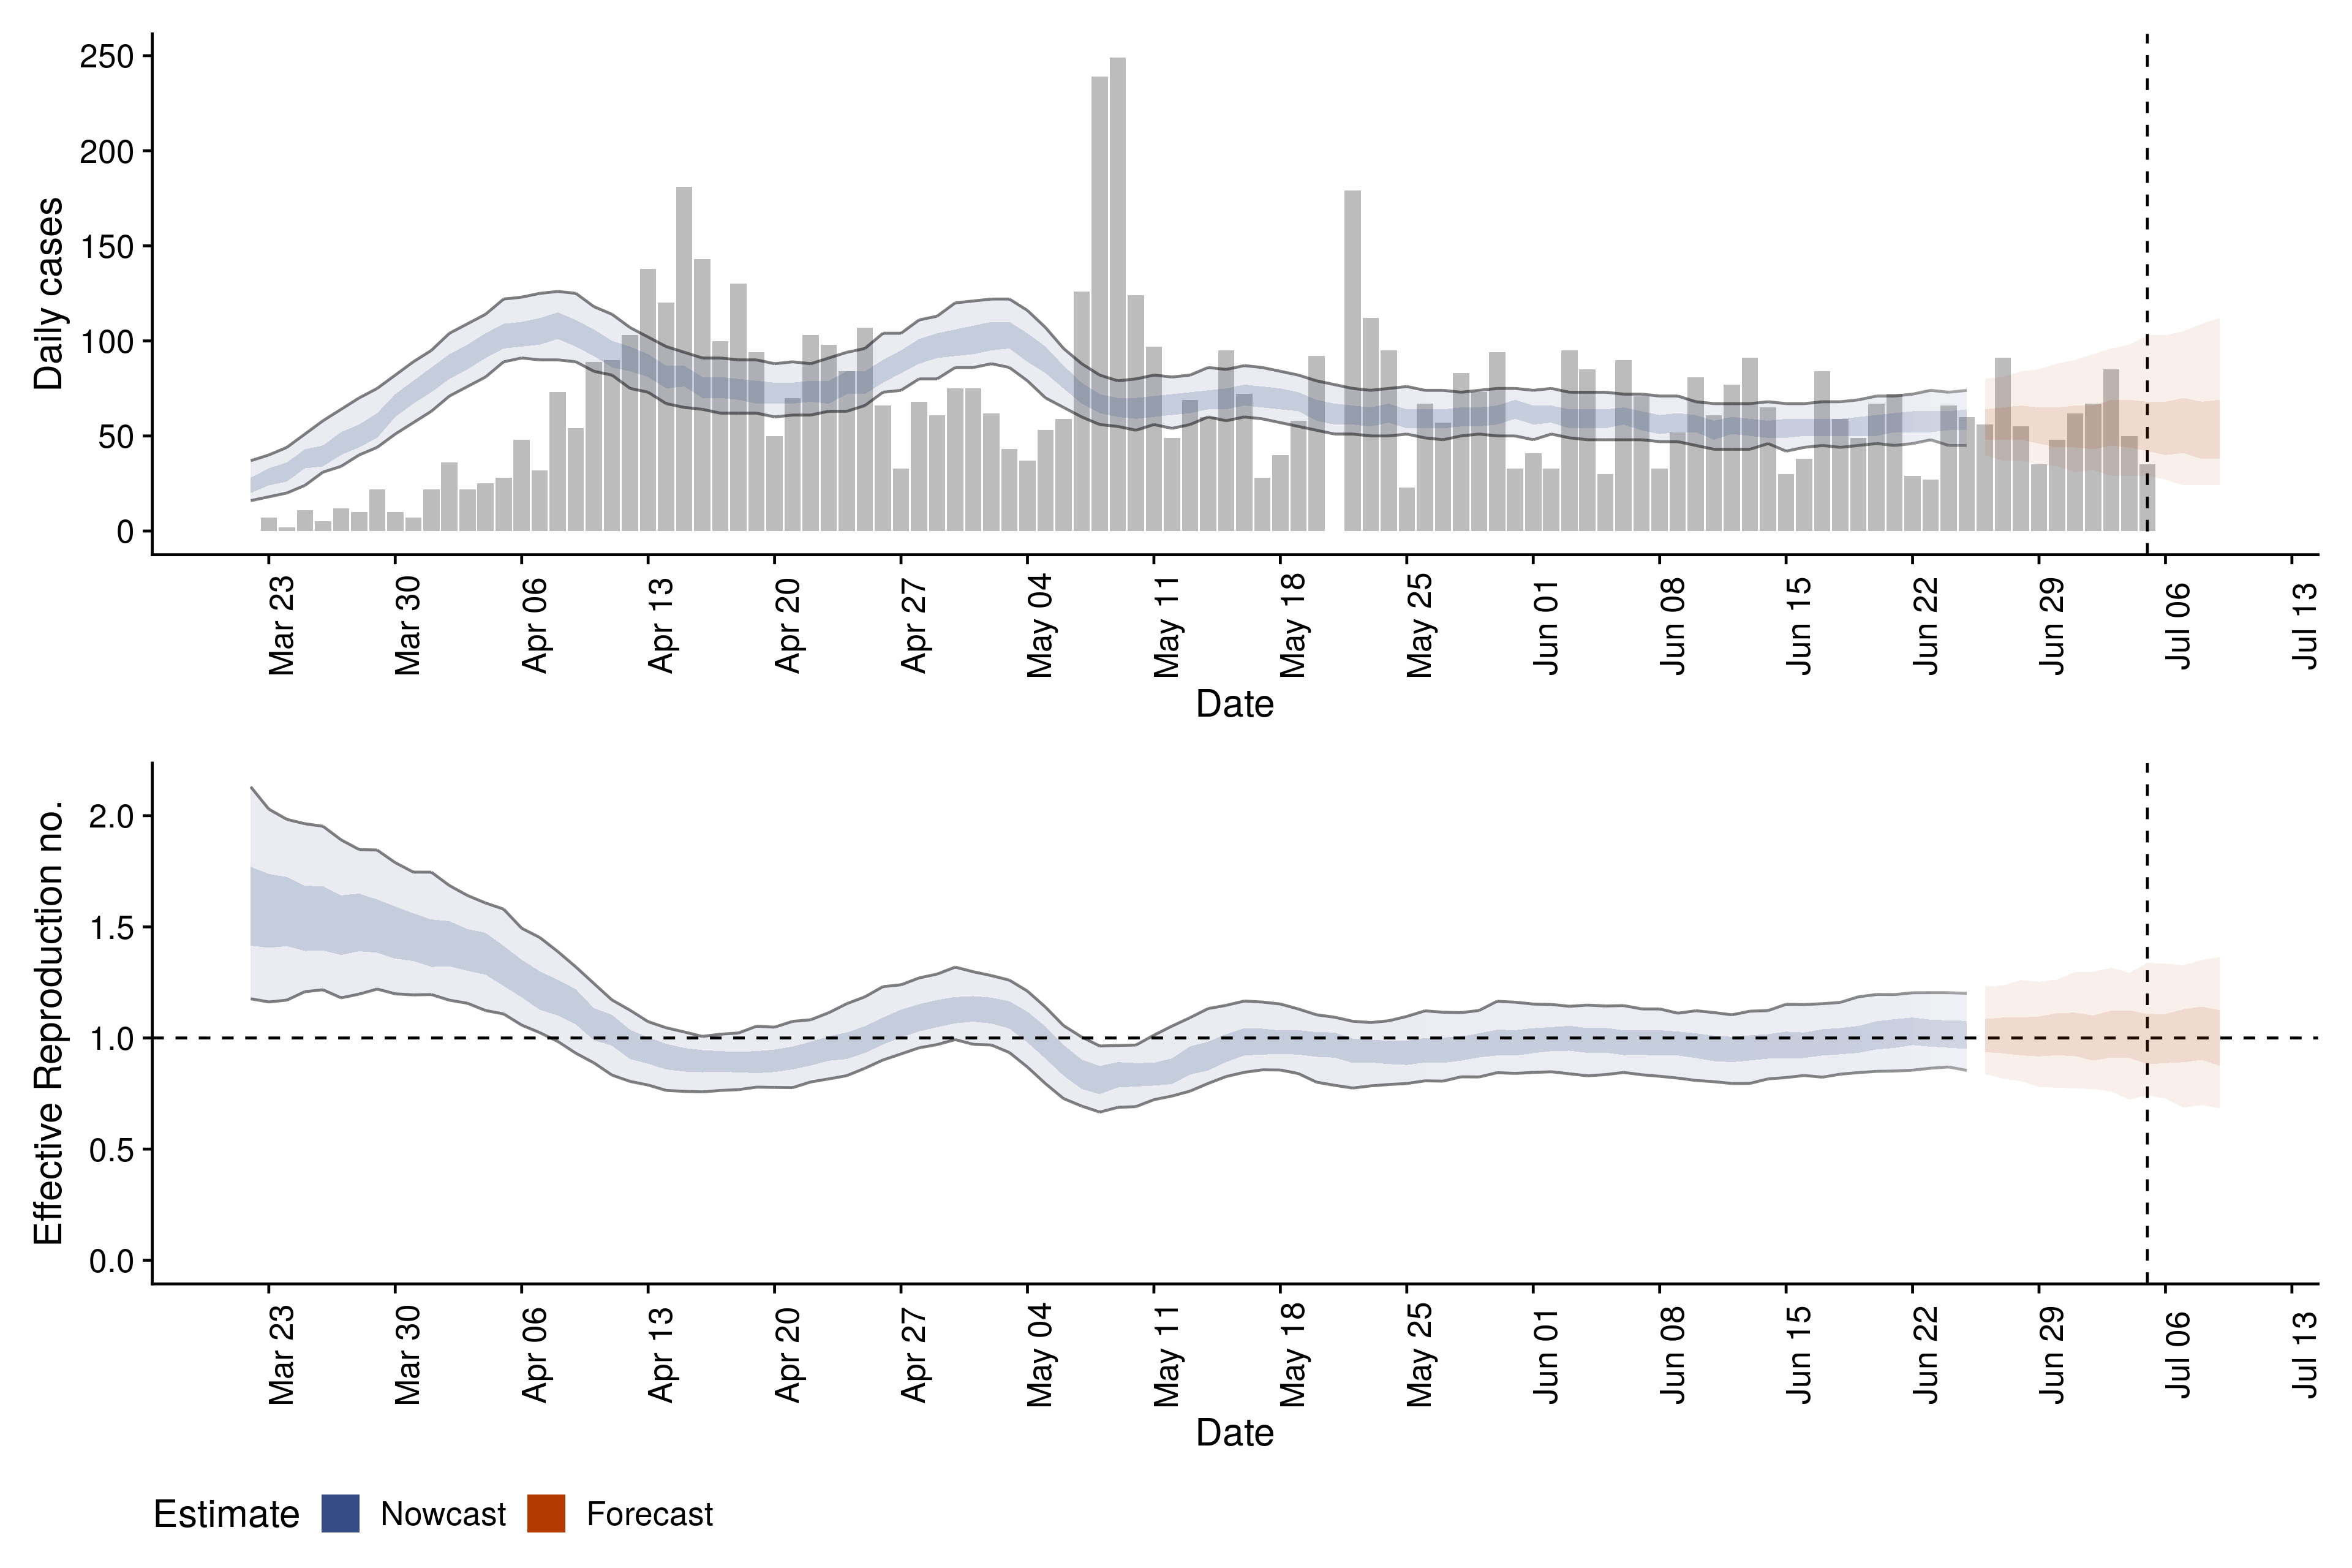 Daily cases
250
200
150
100
50
0
Mar 23
Mar 30
Apr 06
Apr 13
Apr 20
Apr 27
May 04
May 11
May 18
May 25
Jun 01
Jun 08
Jun 15
Jun 22
Jun 29
Jul 06
Jul 13
Date
Effective Reproduction no.
2.0
1.5
1.0
0.5
0.0
Mar 23
Mar 30
Apr 06
Apr 13
Apr 20
Apr 27
May 04
May 11
May 18
May 25
Jun 01
Jun 08
Jun 15
Jun 22
Jun 29
Jul 06
Jul 13
Date
Estimate Nowcast Forecast